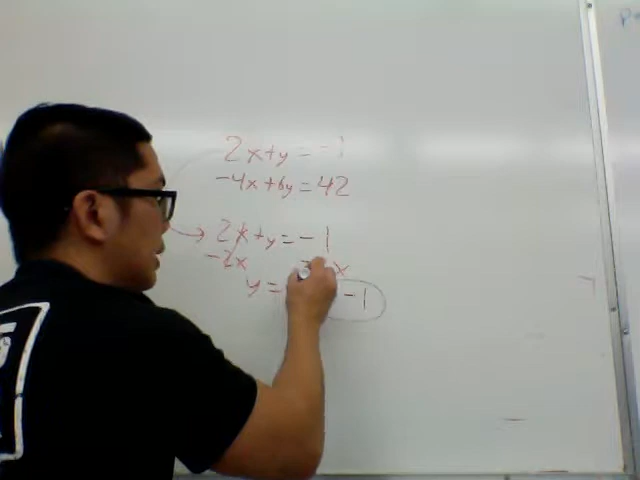 2x+y=-1
-4x+6y=42
2x+y=-1
-2x x
y= -1